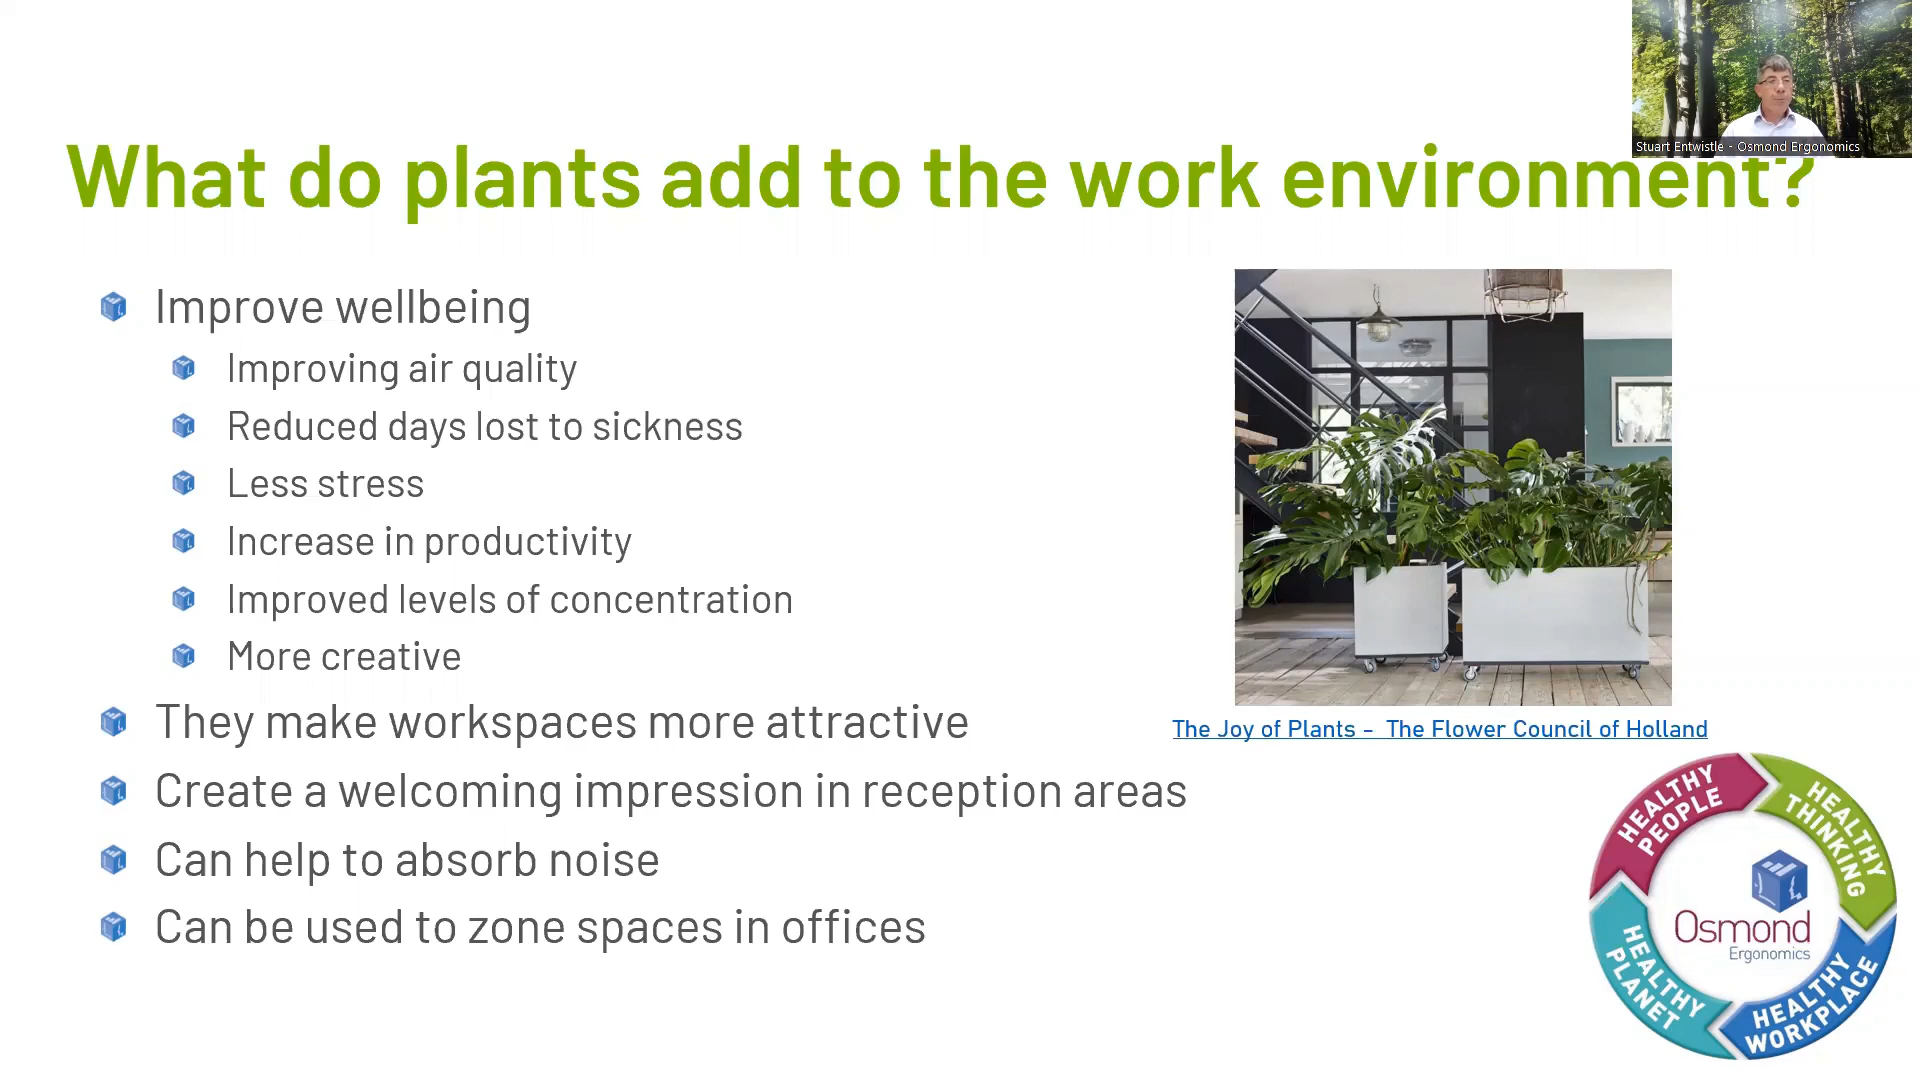 Stuart Entwistle - Osmond Ergonomics
What do plants add to the work environment?
Improve wellbeing
Improving air quality
Reduced days lost to sickness
Less stress
Increase in productivity
Improved levels of concentration
More creative
They make workspaces more attractive
Create a welcoming impression in reception areas
Can help to absorb noise
Can be used to zone spaces in offices
The Joy of Plants - The Flower Council of Holland
HEALTHY
PEOPLE
HEALTHY
THINKING
HEALTHY
WORKPLACE
HEALTHY
PLANET
Osmond
Ergonomics